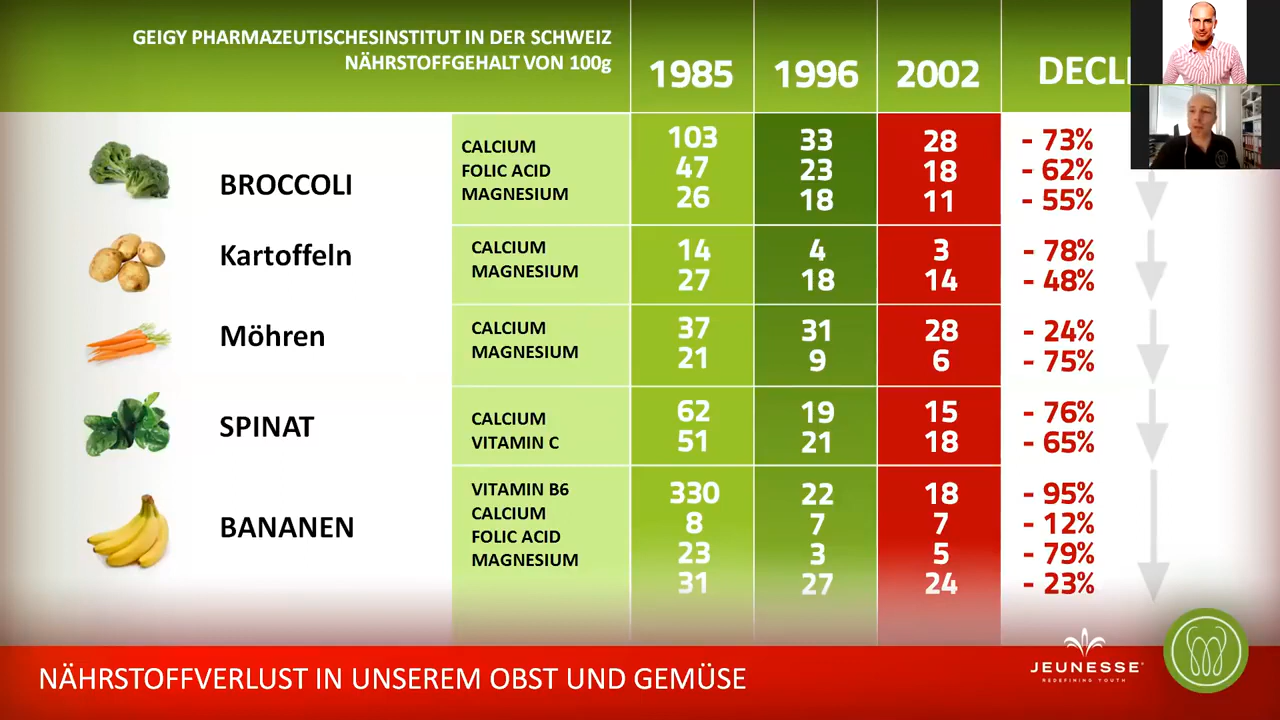 GEIGY PHARMAZEUTISCHESINSTITUT IN DER SCHWEIZ
NÄHRSTOFFGEHALT VON 100g
1985 1996 2002 DECLI
BROCCOLI
CALCIUM 103 33 28 - 73%
FOLIC ACID 47 23 18 - 62%
MAGNESIUM 26 18 11 - 55%
Kartoffeln
CALCIUM 14 4 3 - 78%
MAGNESIUM 27 18 14 - 48%
Möhren
CALCIUM 37 31 28 - 24%
MAGNESIUM 21 9 6 - 75%
SPINAT
CALCIUM 62 19 15 - 76%
VITAMIN C 51 21 18 - 65%
BANANEN
VITAMIN B6 330 22 18 - 95%
CALCIUM 8 7 7 - 12%
FOLIC ACID 23 3 5 - 79%
MAGNESIUM 31 27 24 - 23%
NÄHRSTOFFVERLUST IN UNSEREM OBST UND GEMÜSE
JEUNESSE
REDEFINING YOUTH